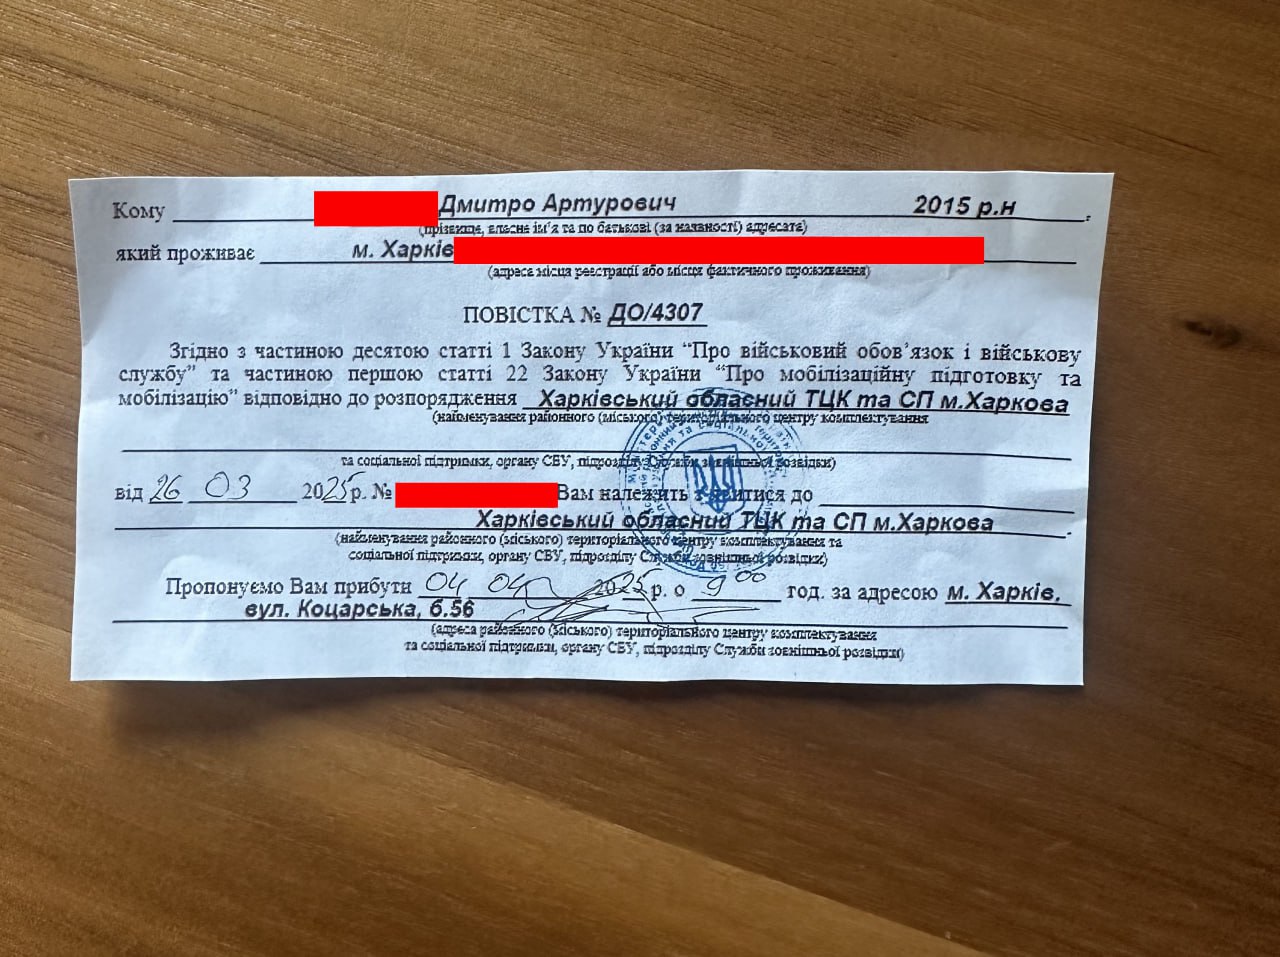 Кому Дмитро Артурович 2015 р.н.
(прізвище, власне ім’я та по батькові (за наявності) адресата)
який проживає м. Харків
(адреса місця реєстрації або місця фактичного проживання)
ПОВІСТКА № ДО/4307
Згідно з частиною десятою статті 1 Закону України “Про військовий обов’язок і військову
службу” та частиною першою статті 22 Закону України “Про мобілізаційну підготовку та
мобілізацію” відповідно до розпорядження Харківський обласний ТЦК та СП м.Харкова
(найменування районного (міського) територіального центру комплектування
та соціальної підтримки, органу СБУ, підрозділу Служби зовнішньої розвідки)
від 26 03 2025 р. № Вам належить з’явитися до
Харківський обласний ТЦК та СП м.Харкова.
(найменування районного (міського) територіального центру комплектування та
соціальної підтримки, органу СБУ, підрозділу Служби зовнішньої розвідки)
Пропонуємо Вам прибути 04 04 2025 р. о 9 00 год. за адресою м. Харків,
вул. Коцарська, б.56
(адреса районного (міського) територіального центру комплектування
та соціальної підтримки, органу СБУ, підрозділу Служби зовнішньої розвідки)